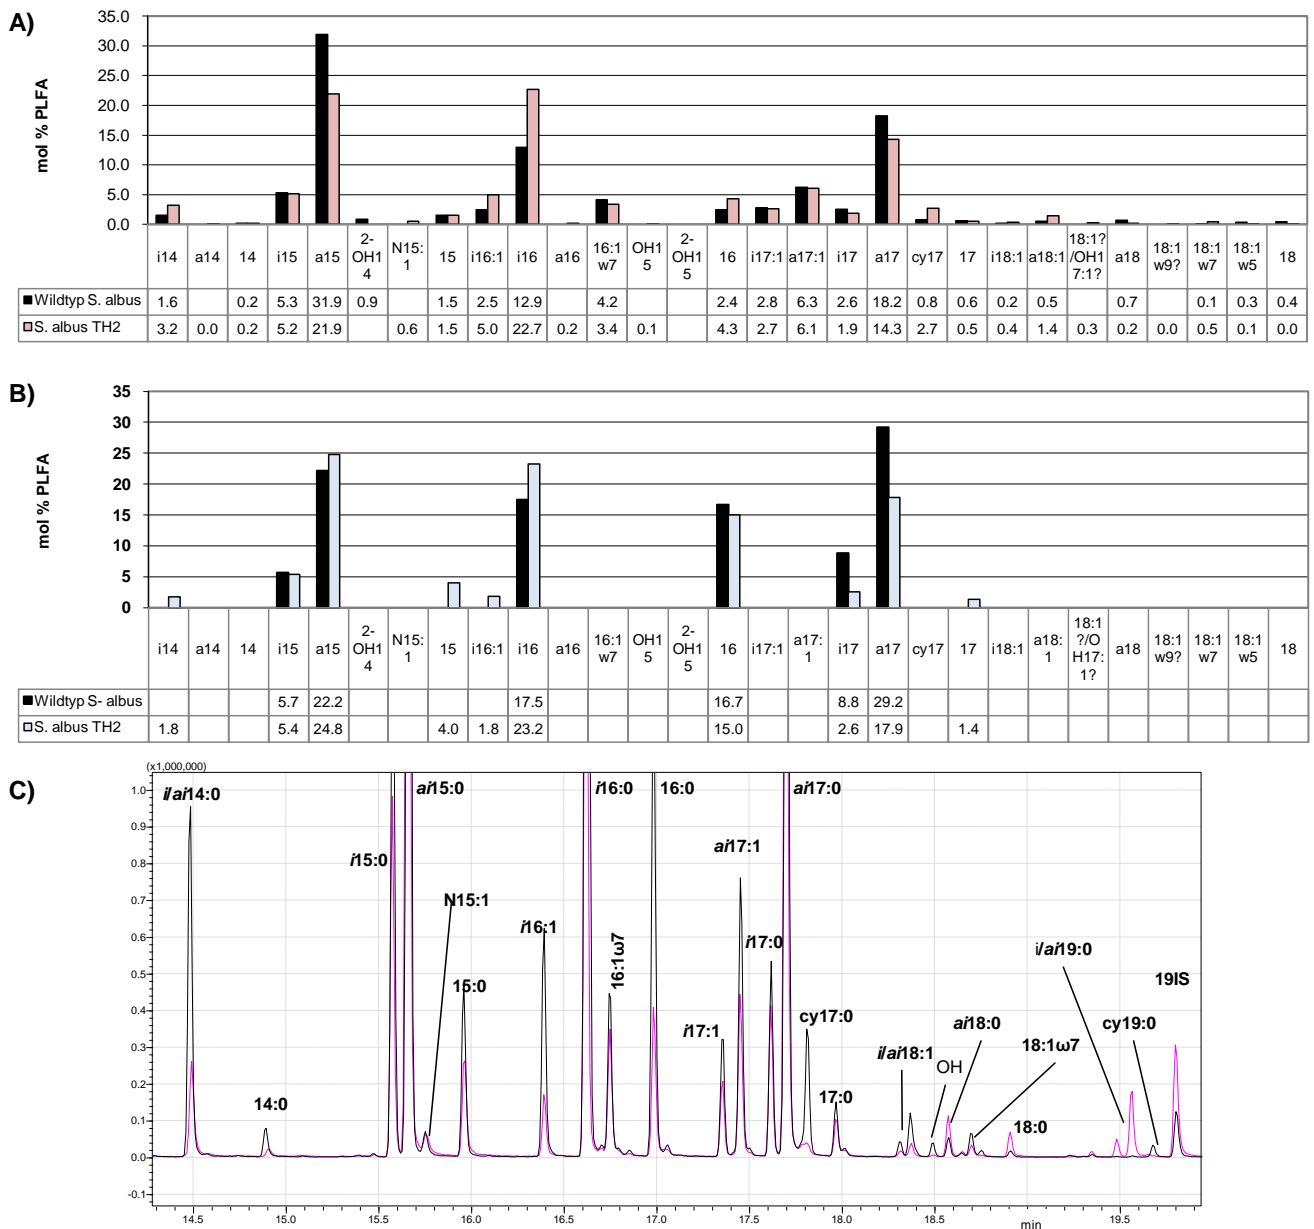 A)
mol % PLFA
35.0
30.0
25.0
20.0
15.0
10.0
5.0
0.0
i14 a14 14 i15 a15 2-OH14 N15:1 15 i16:1 i16 a16 16:1 w7 OH15 2-OH15 16 i17:1 a17:1 i17 a17 cy17 17 i18:1 a18:1 18:1?/OH17:1? a18 18:1 w9? 18:1 w7 18:1 w5 18
Wildtyp S. albus 1.6 0.2 5.3 31.9 0.9 1.5 2.5 12.9 4.2 2.4 2.8 6.3 2.6 18.2 0.8 0.6 0.2 0.5 0.7 0.1 0.3 0.4
S. albus TH2 3.2 0.0 0.2 5.2 21.9 0.6 1.5 5.0 22.7 0.2 3.4 0.1 4.3 2.7 6.1 1.9 14.3 2.7 0.5 0.4 1.4 0.3 0.2 0.0 0.5 0.1 0.0
B)
mol % PLFA
35
30
25
20
15
10
5
0
i14 a14 14 i15 a15 2-OH14 N15:1 15 i16:1 i16 a16 16:1 w7 OH15 2-OH15 16 i17:1 a17:1 i17 a17 cy17 17 i18:1 a18:1 18:1?/OH17:1? a18 18:1 w9? 18:1 w7 18:1 w5 18
Wildtyp S- albus 5.7 22.2 17.5 16.7 8.8 29.2
S. albus TH2 1.8 5.4 24.8 4.0 1.8 23.2 15.0 2.6 17.9 1.4
C)
(x1,000,000)
1.0
0.9
0.8
0.7
0.6
0.5
0.4
0.3
0.2
0.1
0.0
-0.1
i/ai14:0
14:0
i15:0
ai15:0
N15:1
15:0
i16:1
i16:0
16:1ω7
16:0
i17:1
ai17:1
i17:0
ai17:0
cy17:0
17:0
i/ai18:1
OH
ai18:0
18:1ω7
18:0
i/ai19:0
cy19:0
19IS
14.5 15.0 15.5 16.0 16.5 17.0 17.5 18.0 18.5 19.0 19.5
min